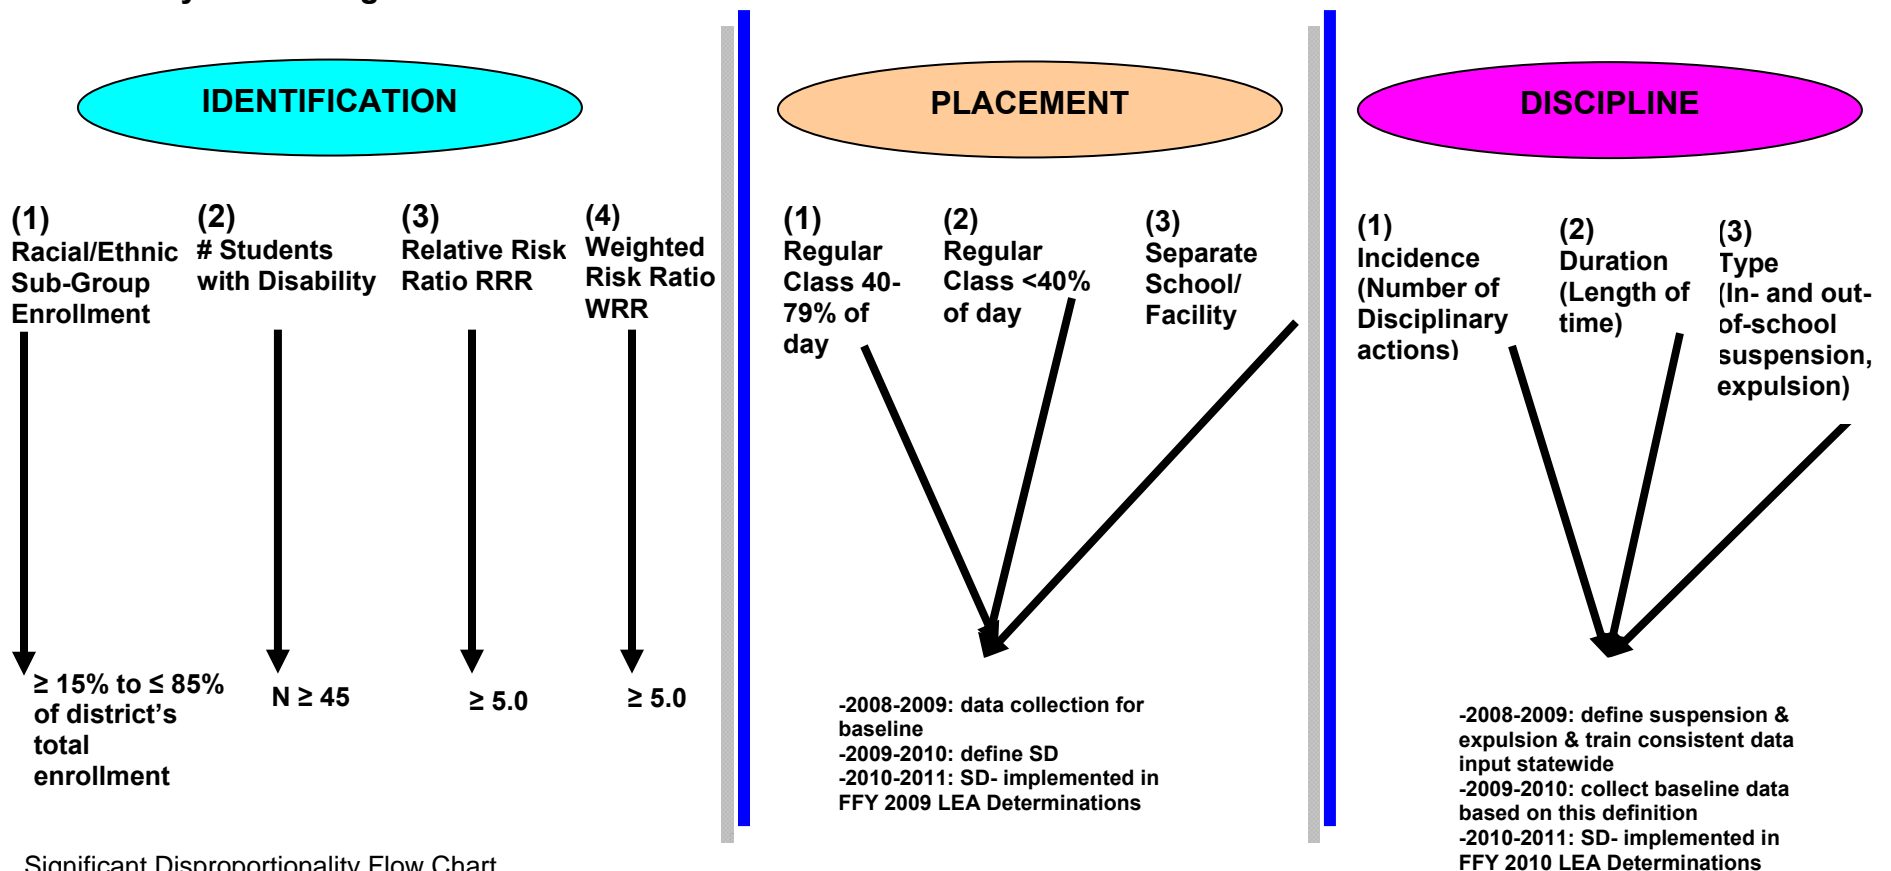 IDENTIFICATION
(1)
Racial/Ethnic
Sub-Group
Enrollment
(2)
# Students
with Disability
(3)
Relative Risk
Ratio RRR
(4)
Weighted
Risk Ratio
WRR
≥ 15% to ≤ 85%
of district’s
total
enrollment
N ≥ 45
≥ 5.0
≥ 5.0
PLACEMENT
(1)
Regular
Class 40-
79% of
day
(2)
Regular
Class <40%
of day
(3)
Separate
School/
Facility
-2008-2009: data collection for
baseline
-2009-2010: define SD
-2010-2011: SD- implemented in
FFY 2009 LEA Determinations
DISCIPLINE
(1)
Incidence
(Number of
Disciplinary
actions)
(2)
Duration
(Length of
time)
(3)
Type
(In- and out-
of-school
suspension,
expulsion)
-2008-2009: define suspension &
expulsion & train consistent data
input statewide
-2009-2010: collect baseline data
based on this definition
-2010-2011: SD- implemented in
FFY 2010 LEA Determinations
Significant Disproportionality Flow Chart